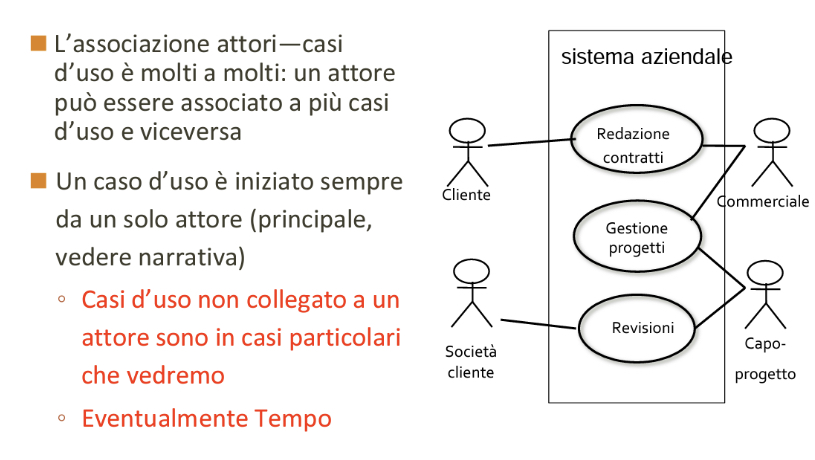 ■ L’associazione attori—casi
d’uso è molti a molti: un attore
può essere associato a più casi
d’uso e viceversa
■ Un caso d’uso è iniziato sempre
da un solo attore (principale,
vedere narrativa)
◦ Casi d’uso non collegato a un
attore sono in casi particolari
che vedremo
◦ Eventualmente Tempo
sistema aziendale
Redazione
contratti
Cliente
Commerciale
Gestione
progetti
Revisioni
Società
cliente
Capo-
progetto